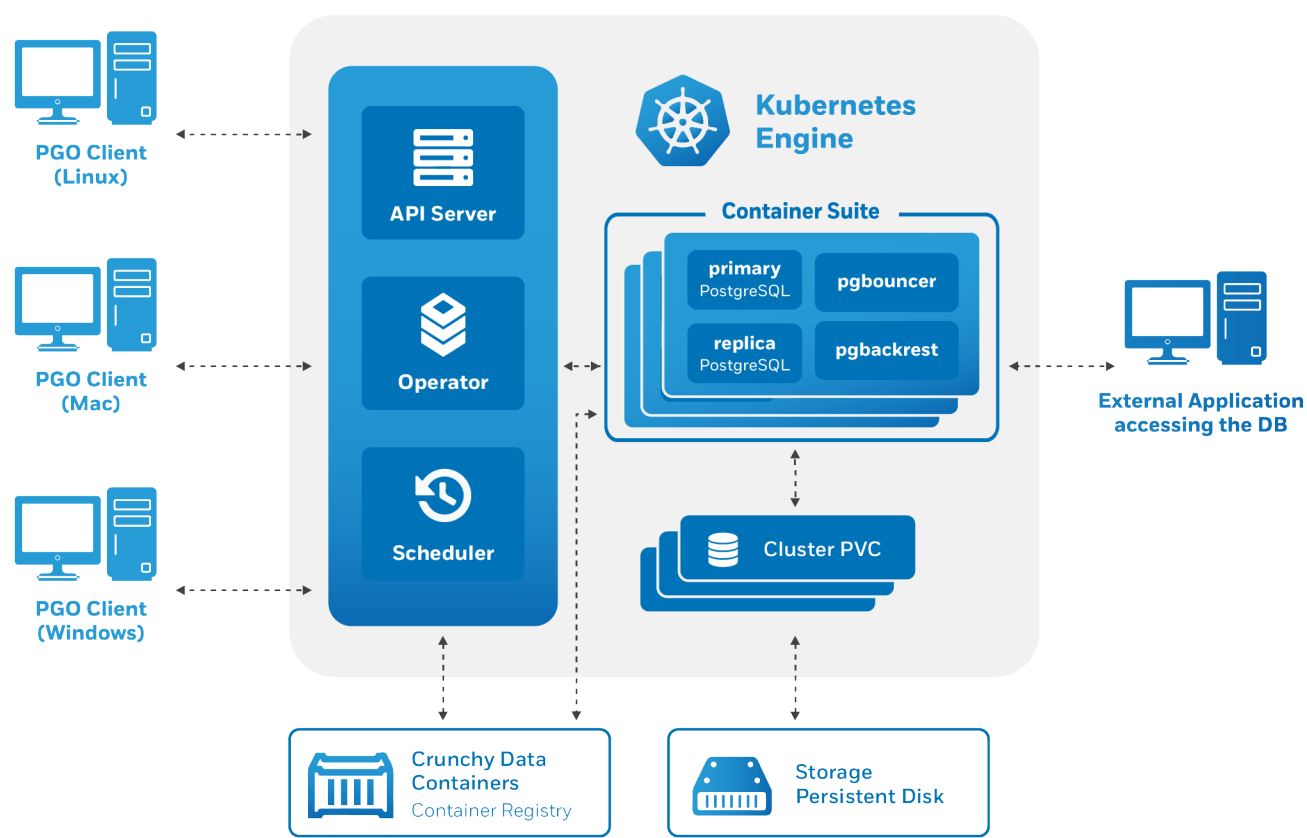 PGO Client
(Linux)
PGO Client
(Mac)
PGO Client
(Windows)
API Server
Operator
Scheduler
Kubernetes
Engine
Container Suite
primary
PostgreSQL
pgbouncer
replica
PostgreSQL
pgbackrest
Cluster PVC
External Application
accessing the DB
Crunchy Data
Containers
Container Registry
Storage
Persistent Disk